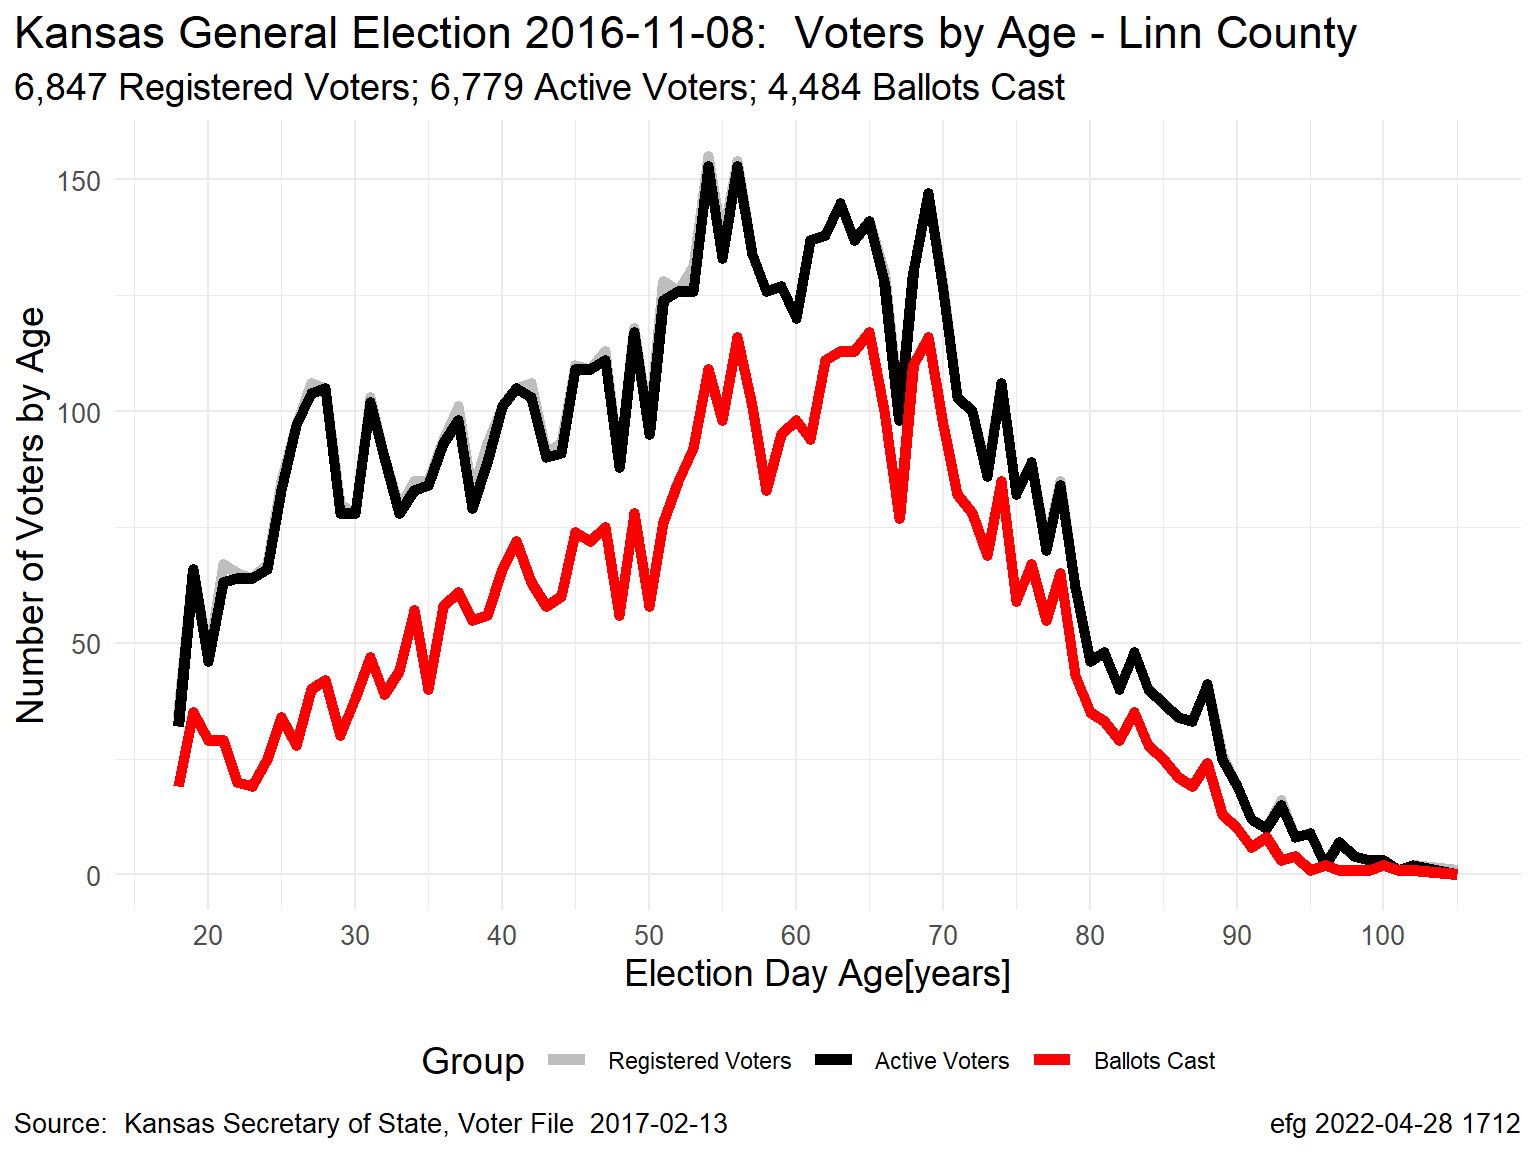 Kansas General Election 2016-11-08:  Voters by Age - Linn County
6,847 Registered Voters; 6,779 Active Voters; 4,484 Ballots Cast
Number of Voters by Age
150
100
50
0
20 30 40 50 60 70 80 90 100
Election Day Age[years]
Group Registered Voters Active Voters Ballots Cast
Source:  Kansas Secretary of State, Voter File  2017-02-13
efg 2022-04-28 1712